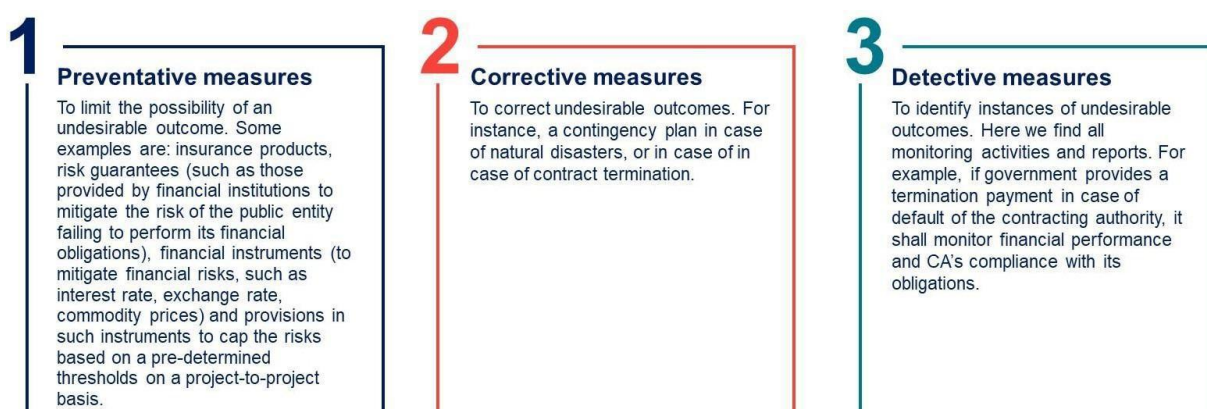 1
Preventative measures
To limit the possibility of an
undesirable outcome. Some
examples are: insurance products,
risk guarantees (such as those
provided by financial institutions to
mitigate the risk of the public entity
failing to perform its financial
obligations), financial instruments (to
mitigate financial risks, such as
interest rate, exchange rate,
commodity prices) and provisions in
such instruments to cap the risks
based on a pre-determined
thresholds on a project-to-project
basis.
2
Corrective measures
To correct undesirable outcomes. For
instance, a contingency plan in case
of natural disasters, or in case of in
case of contract termination.
3
Detective measures
To identify instances of undesirable
outcomes. Here we find all
monitoring activities and reports. For
example, if government provides a
termination payment in case of
default of the contracting authority, it
shall monitor financial performance
and CA's compliance with its
obligations.